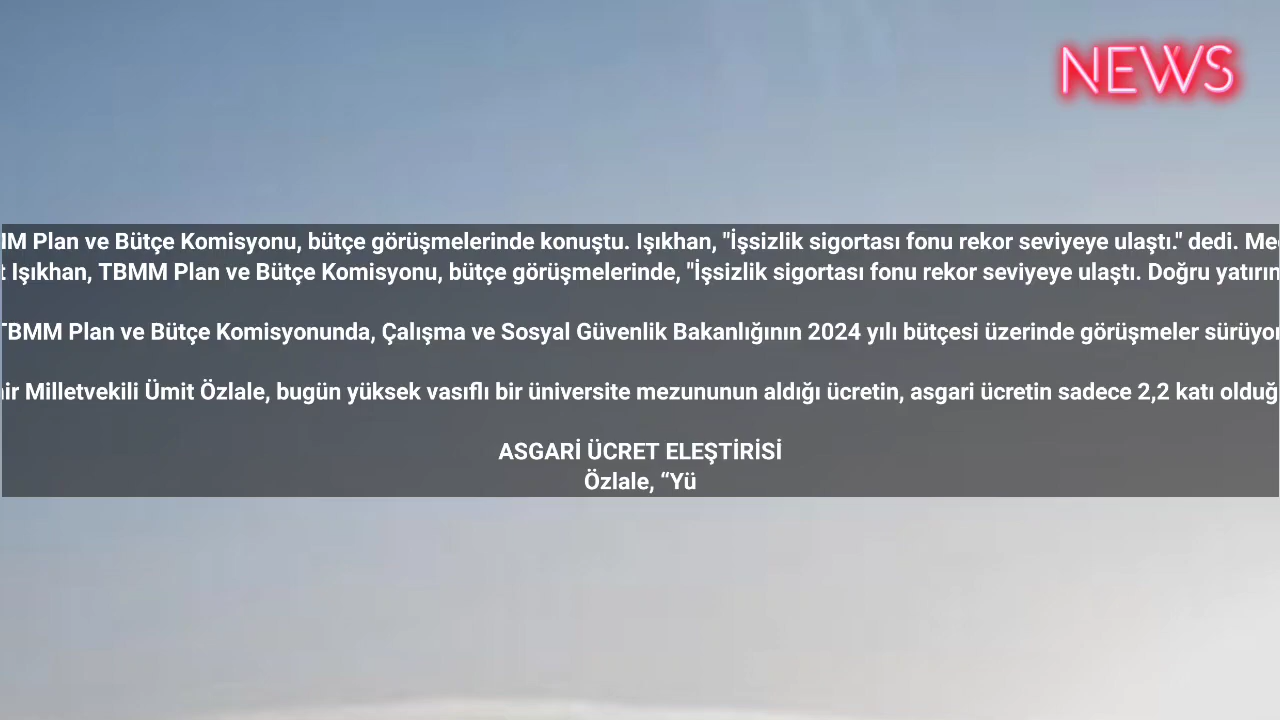 NEWS
Plan ve Bütçe Komisyonu, bütçe görüşmelerinde konuştu. Işıkhan, "İşsizlik sigortası fonu rekor seviyeye ulaştı." dedi.
Işıkhan, TBMM Plan ve Bütçe Komisyonu, bütçe görüşmelerinde, "İşsizlik sigortası fonu rekor seviyeye ulaştı. Doğru
TBMM Plan ve Bütçe Komisyonunda, Çalışma ve Sosyal Güvenlik Bakanlığının 2024 yılı bütçesi üzerinde görüşmeler
Milletvekili Ümit Özlale, bugün yüksek vasıflı bir üniversite mezununun aldığı ücretin, asgari ücretin sadece 2,2 katı
ASGARİ ÜCRET ELEŞTİRİSİ
Özlale, “Yü